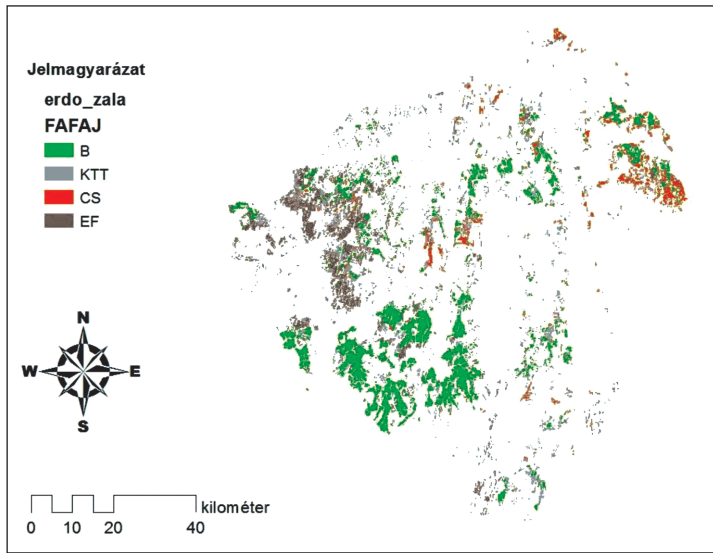 Jelmagyarázat
erdo_zala
FAFAJ
B
KTT
CS
EF
N
W E
S
kilométer
0 10 20 40